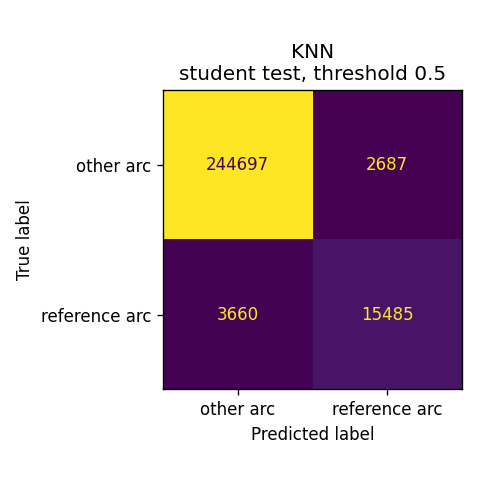 KNN
student test, threshold 0.5
True label
other arc
244697
2687
reference arc
3660
15485
other arc
reference arc
Predicted label